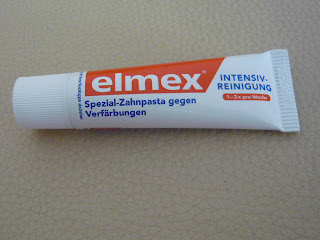 elmex
Spezial-Zahnpasta gegen
Verfärbungen
INTENSIV-
REINIGUNG
1-2x pro Woche